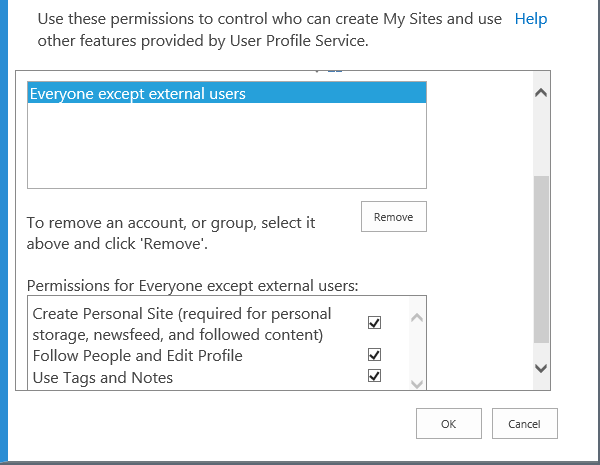 Use these permissions to control who can create My Sites and use Help
other features provided by User Profile Service.
Everyone except external users
To remove an account, or group, select it
above and click 'Remove'.
Remove
Permissions for Everyone except external users:
Create Personal Site (required for personal
storage, newsfeed, and followed content)
Follow People and Edit Profile
Use Tags and Notes
OK Cancel